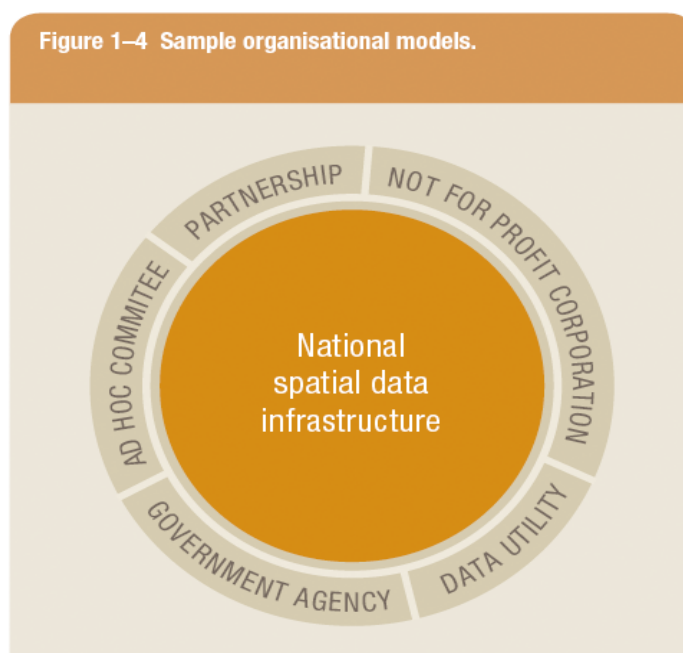 Figure 1–4 Sample organisational models.
PARTNERSHIP
NOT FOR PROFIT CORPORATION
AD HOC COMMITEE
National
spatial data
infrastructure
GOVERNMENT AGENCY
DATA UTILITY